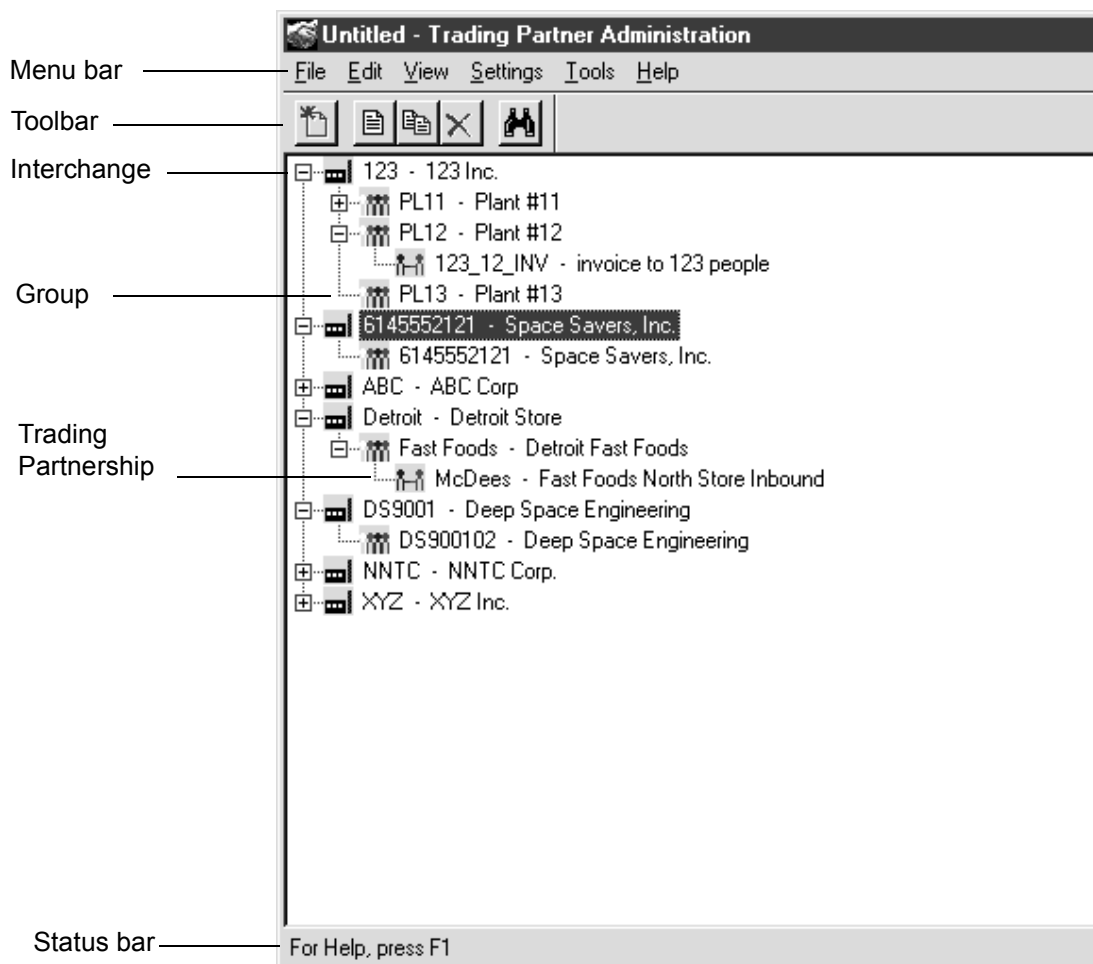 Untitled - Trading Partner Administration
Menu bar
File Edit View Settings Tools Help
Toolbar
Interchange
123 - 123 Inc.
PL11 - Plant #11
PL12 - Plant #12
123_12_INV - invoice to 123 people
Group
PL13 - Plant #13
6145552121 - Space Savers, Inc.
6145552121 - Space Savers, Inc.
ABC - ABC Corp
Detroit - Detroit Store
Trading
Partnership
Fast Foods - Detroit Fast Foods
McDees - Fast Foods North Store Inbound
DS9001 - Deep Space Engineering
DS900102 - Deep Space Engineering
NNTC - NNTC Corp.
XYZ - XYZ Inc.
Status bar
For Help, press F1